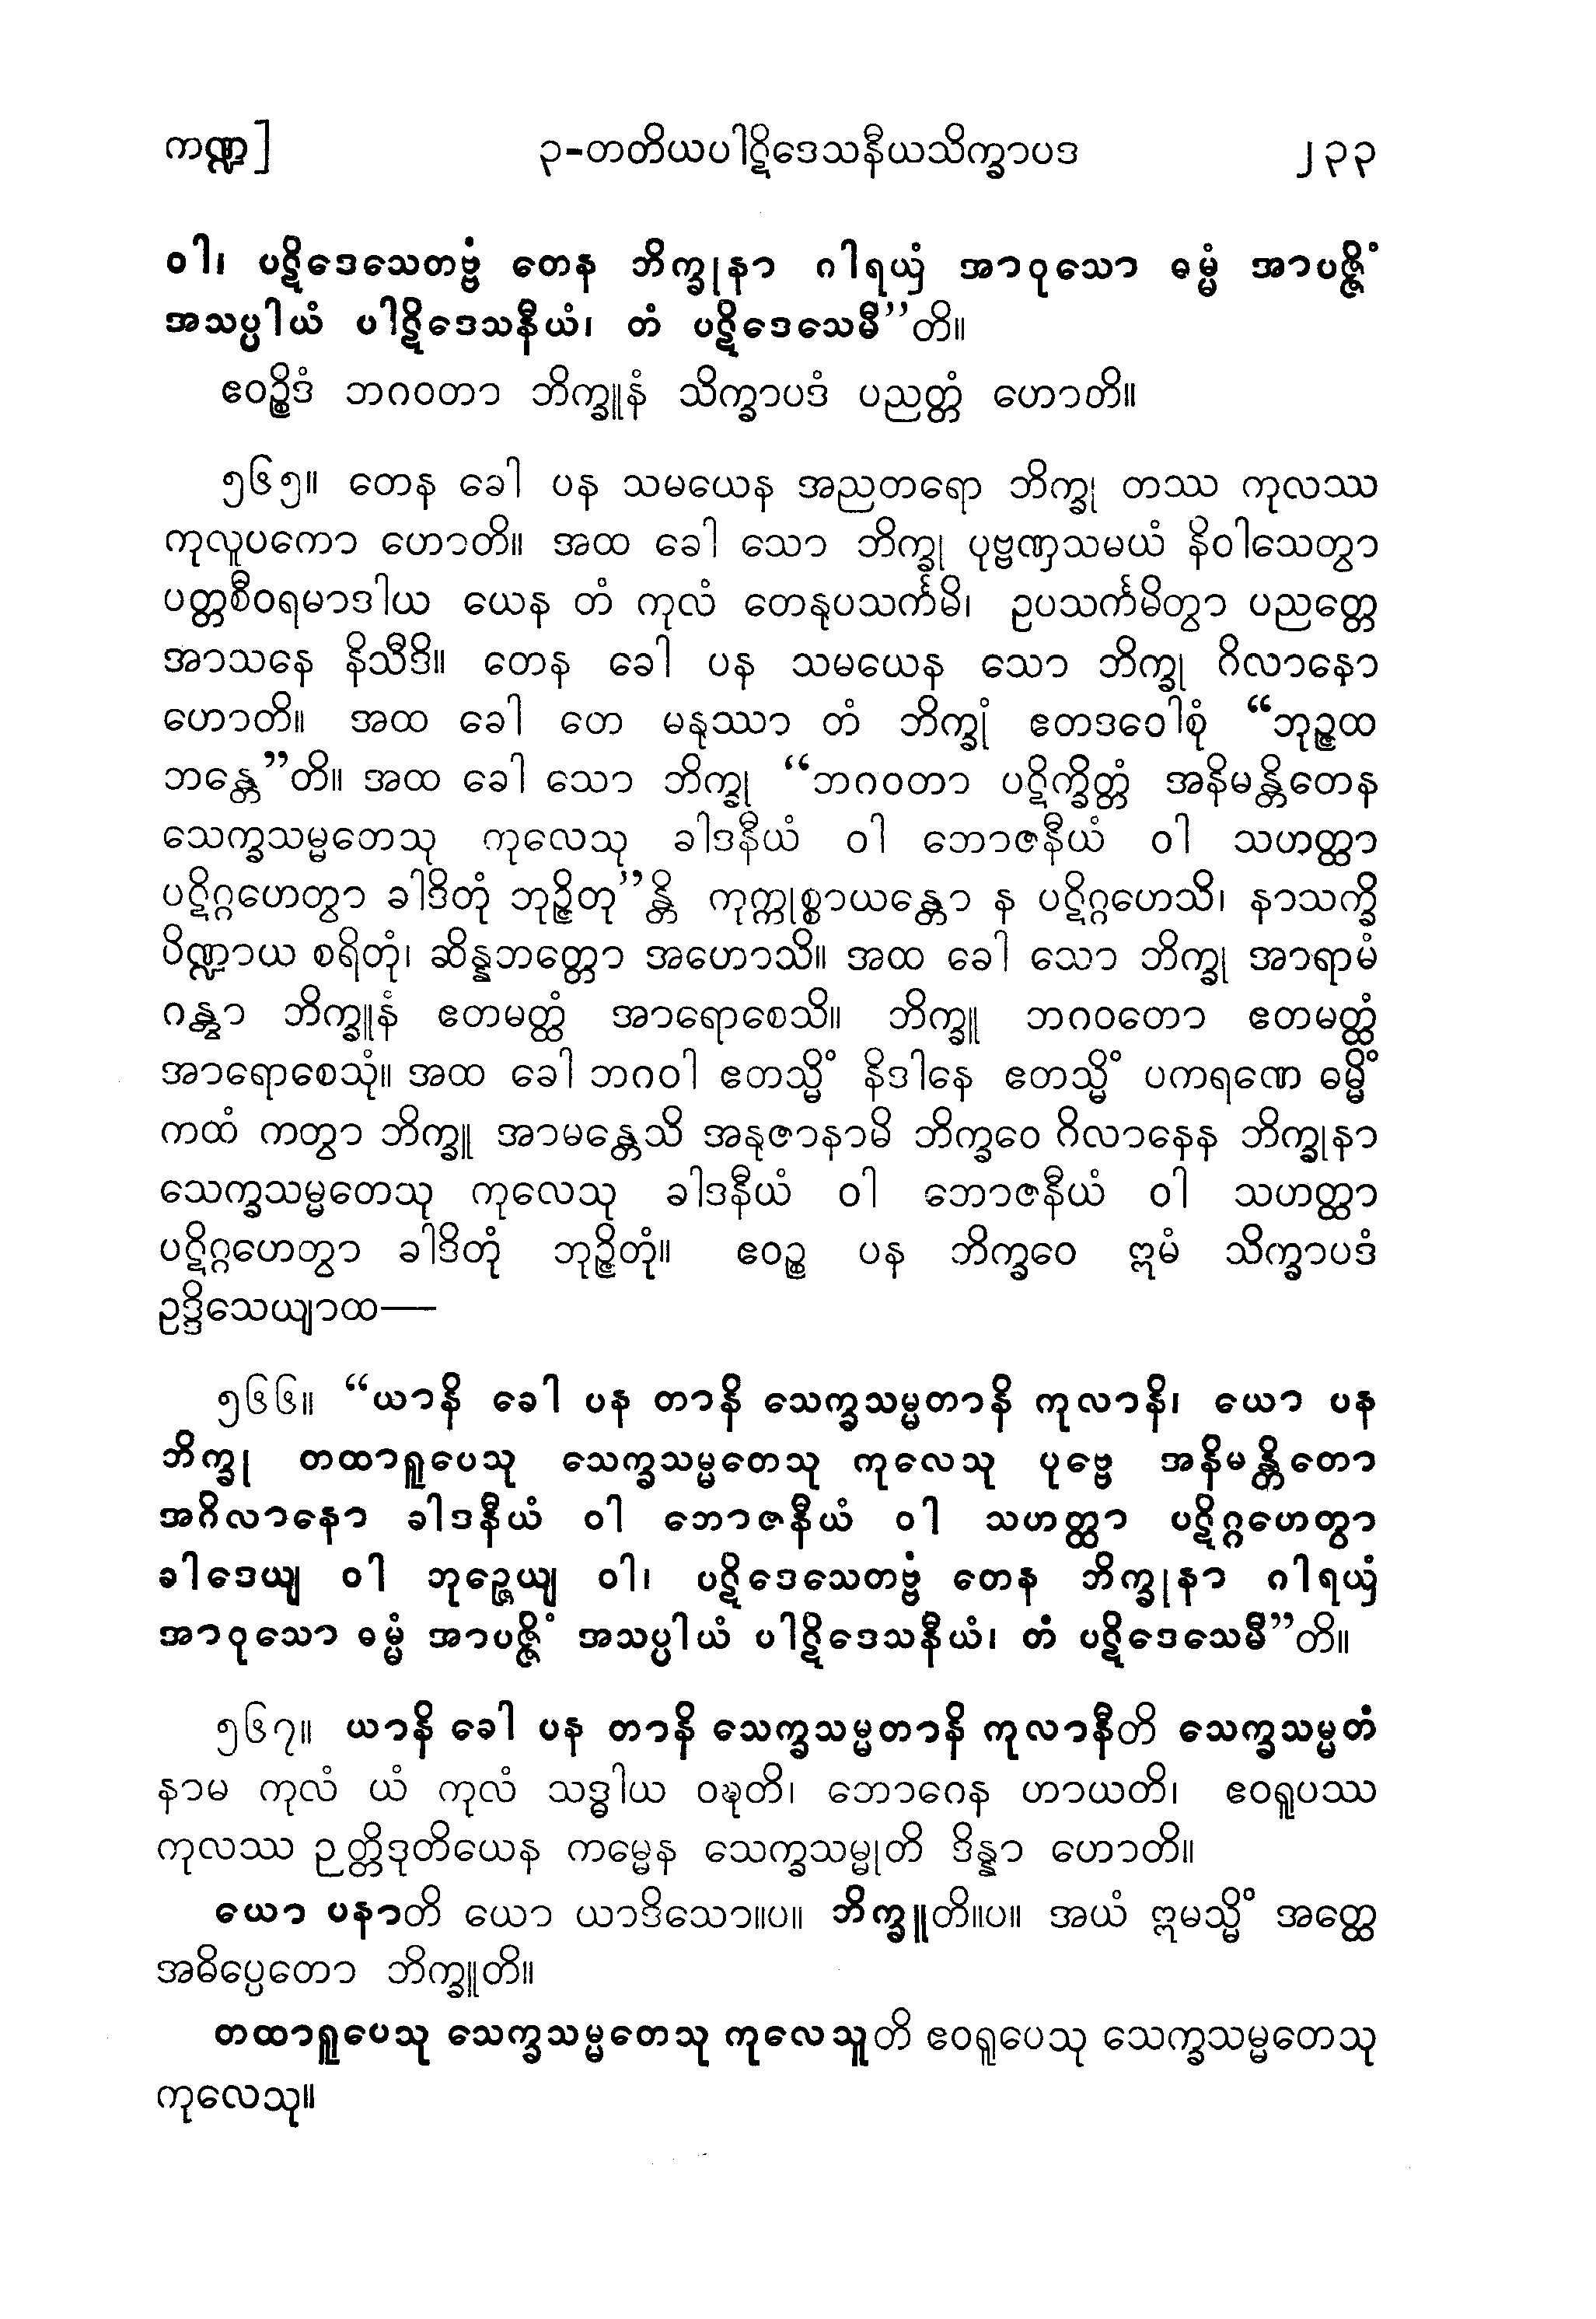 ကဏ္ဍ] ၃-တတိယပါဋိဒေသနီယသိက္ခာပဒ ၂၃၃
ဝါ၊ ပဋိဒေသေတဗ္ဗံ တေန ဘိက္ခုနာ ဂါရယှံ အာဝုသော ဓမ္မံ အာပဇ္ဇိံ
အသပ္ပါယံ ပါဋိဒေသနီယံ၊ တံ ပဋိဒေသေမီ”တိ။
ဧဝဉ္စိဒံ ဘဂဝတာ ဘိက္ခူနံ သိက္ခာပဒံ ပညတ္တံ ဟောတိ။
၅၆၅။ တေန ခေါ ပန သမယေန အညတရော ဘိက္ခု တဿ ကုလဿ
ကုလူပကော ဟောတိ။ အထ ခေါ သော ဘိက္ခု ပုဗ္ဗဏှသမယံ နိဝါသေတွာ
ပတ္တစီဝရမာဒါယ ယေန တံ ကုလံ တေနုပသင်္ကမိ၊ ဥပသင်္ကမိတွာ ပညတ္တေ
အာသနေ နိသီဒိ။ တေန ခေါ ပန သမယေန သော ဘိက္ခု ဂိလာနော
ဟောတိ။ အထ ခေါ တေ မနုဿာ တံ ဘိက္ခုံ ဧတဒဝေါစုံ “ဘုဉ္ဇထ
ဘန္တေ”တိ။ အထ ခေါ သော ဘိက္ခု “ဘဂဝတာ ပဋိက္ခိတ္တံ အနိမန္တိတေန
သေက္ခသမ္မတေသု ကုလေသု ခါဒနီယံ ဝါ ဘောဇနီယံ ဝါ သဟတ္ထာ
ပဋိဂ္ဂဟေတွာ ခါဒိတုံ ဘုဉ္ဇိတု”န္တိ ကုက္ကုစ္စာယန္တော န ပဋိဂ္ဂဟေသိ၊ နာသက္ခိ
ပိဏ္ဍာယ စရိတုံ၊ ဆိန္နဘတ္တော အဟောသိ။ အထ ခေါ သော ဘိက္ခု အာရာမံ
ဂန္တွာ ဘိက္ခူနံ ဧတမတ္ထံ အာရောစေသိ။ ဘိက္ခူ ဘဂဝတော ဧတမတ္ထံ
အာရောစေသုံ။ အထ ခေါ ဘဂဝါ ဧတသ္မိံ နိဒါနေ ဧတသ္မိံ ပကရဏေ ဓမ္မိံ
ကထံ ကတွာ ဘိက္ခူ အာမန္တေသိ အနုဇာနာမိ ဘိက္ခဝေ ဂိလာနေန ဘိက္ခုနာ
သေက္ခသမ္မတေသု ကုလေသု ခါဒနီယံ ဝါ ဘောဇနီယံ ဝါ သဟတ္ထာ
ပဋိဂ္ဂဟေတွာ ခါဒိတုံ ဘုဉ္ဇိတုံ။ ဧဝဉ္စ ပန ဘိက္ခဝေ ဣမံ သိက္ခာပဒံ
ဥဒ္ဒိသေယျာထ—
၅၆၆။ “ယာနိ ခေါ ပန တာနိ သေက္ခသမ္မတာနိ ကုလာနိ၊ ယော ပန
ဘိက္ခု တထာရူပေသု သေက္ခသမ္မတေသု ကုလေသု ပုဗ္ဗေ အနိမန္တိတော
အဂိလာနော ခါဒနီယံ ဝါ ဘောဇနီယံ ဝါ သဟတ္ထာ ပဋိဂ္ဂဟေတွာ
ခါဒေယျ ဝါ ဘုဉ္ဇေယျ ဝါ၊ ပဋိဒေသေတဗ္ဗံ တေန ဘိက္ခုနာ ဂါရယှံ
အာဝုသော ဓမ္မံ အာပဇ္ဇိံ အသပ္ပါယံ ပါဋိဒေသနီယံ၊ တံ ပဋိဒေသေမီ”တိ။
၅၆၇။ ယာနိ ခေါ ပန တာနိ သေက္ခသမ္မတာနိ ကုလာနီတိ သေက္ခသမ္မတံ
နာမ ကုလံ ယံ ကုလံ သဒ္ဓါယ ဝဍ္ဎတိ၊ ဘောဂေန ဟာယတိ၊ ဧဝရူပဿ
ကုလဿ ဉတ္တိဒုတိယေန ကမ္မေန သေက္ခသမ္မုတိ ဒိန္နာ ဟောတိ။
ယော ပနာတိ ယော ယာဒိသော။ပ။ ဘိက္ခူတိ။ပ။ အယံ ဣမသ္မိံ အတ္ထေ
အဓိပ္ပေတော ဘိက္ခူတိ။
တထာရူပေသု သေက္ခသမ္မတေသု ကုလေသူတိ ဧဝရူပေသု သေက္ခသမ္မတေသု
ကုလေသု။